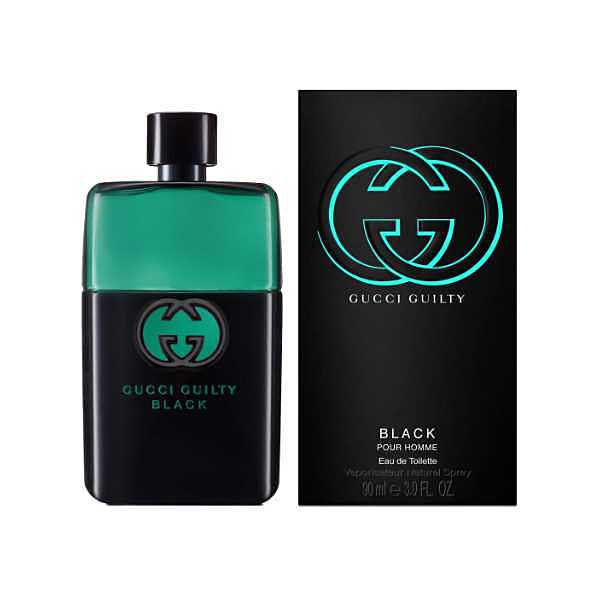 GUCCI GUILTY
BLACK
GUCCI GUILTY
BLACK
POUR HOMME
Eau de Toilette
Vaporisateur Natural Spray
90 ml e 3.0 FL. OZ.